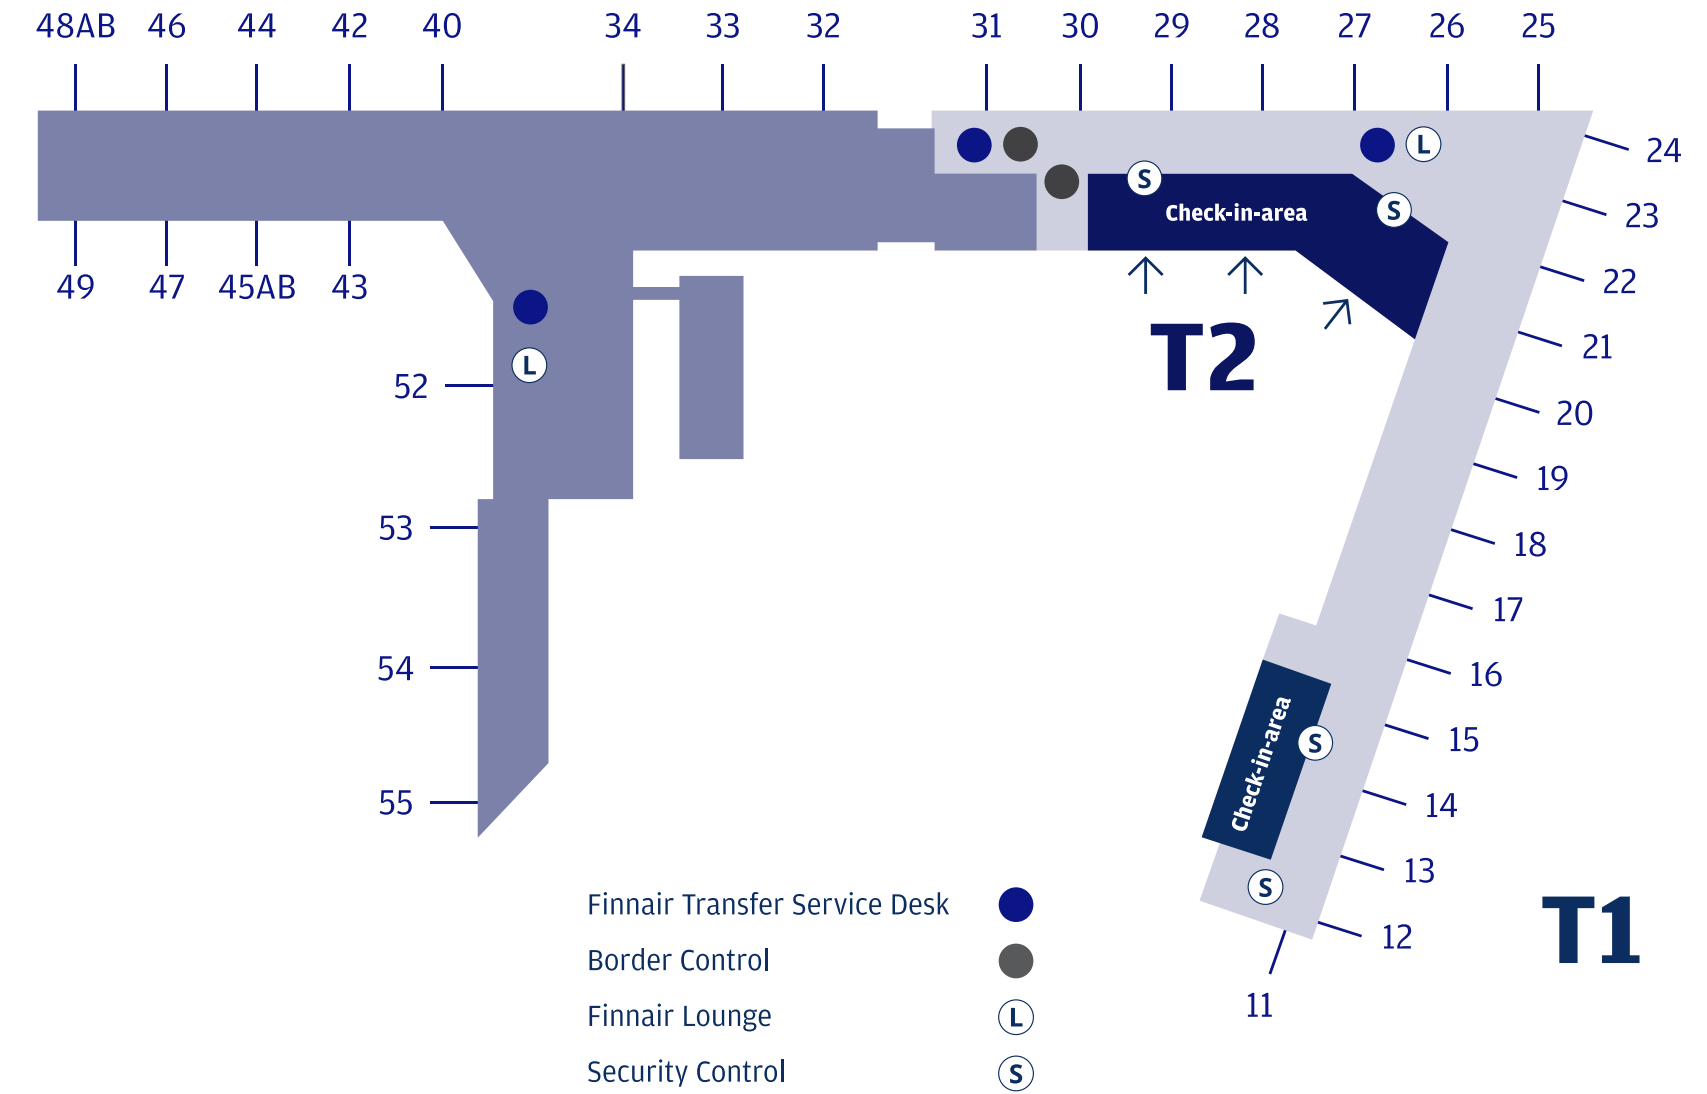 48AB 46 44 42 40 34 33 32 31 30 29 28 27 26 25
24
L
S
23
S
Check-in-area
22
49 47 45AB 43
T2
21
L
52
20
19
53
18
17
54
16
Check-in-area
S
15
55
14
13
S
Finnair Transfer Service Desk
12
T1
Border Control
11
Finnair Lounge L
Security Control S